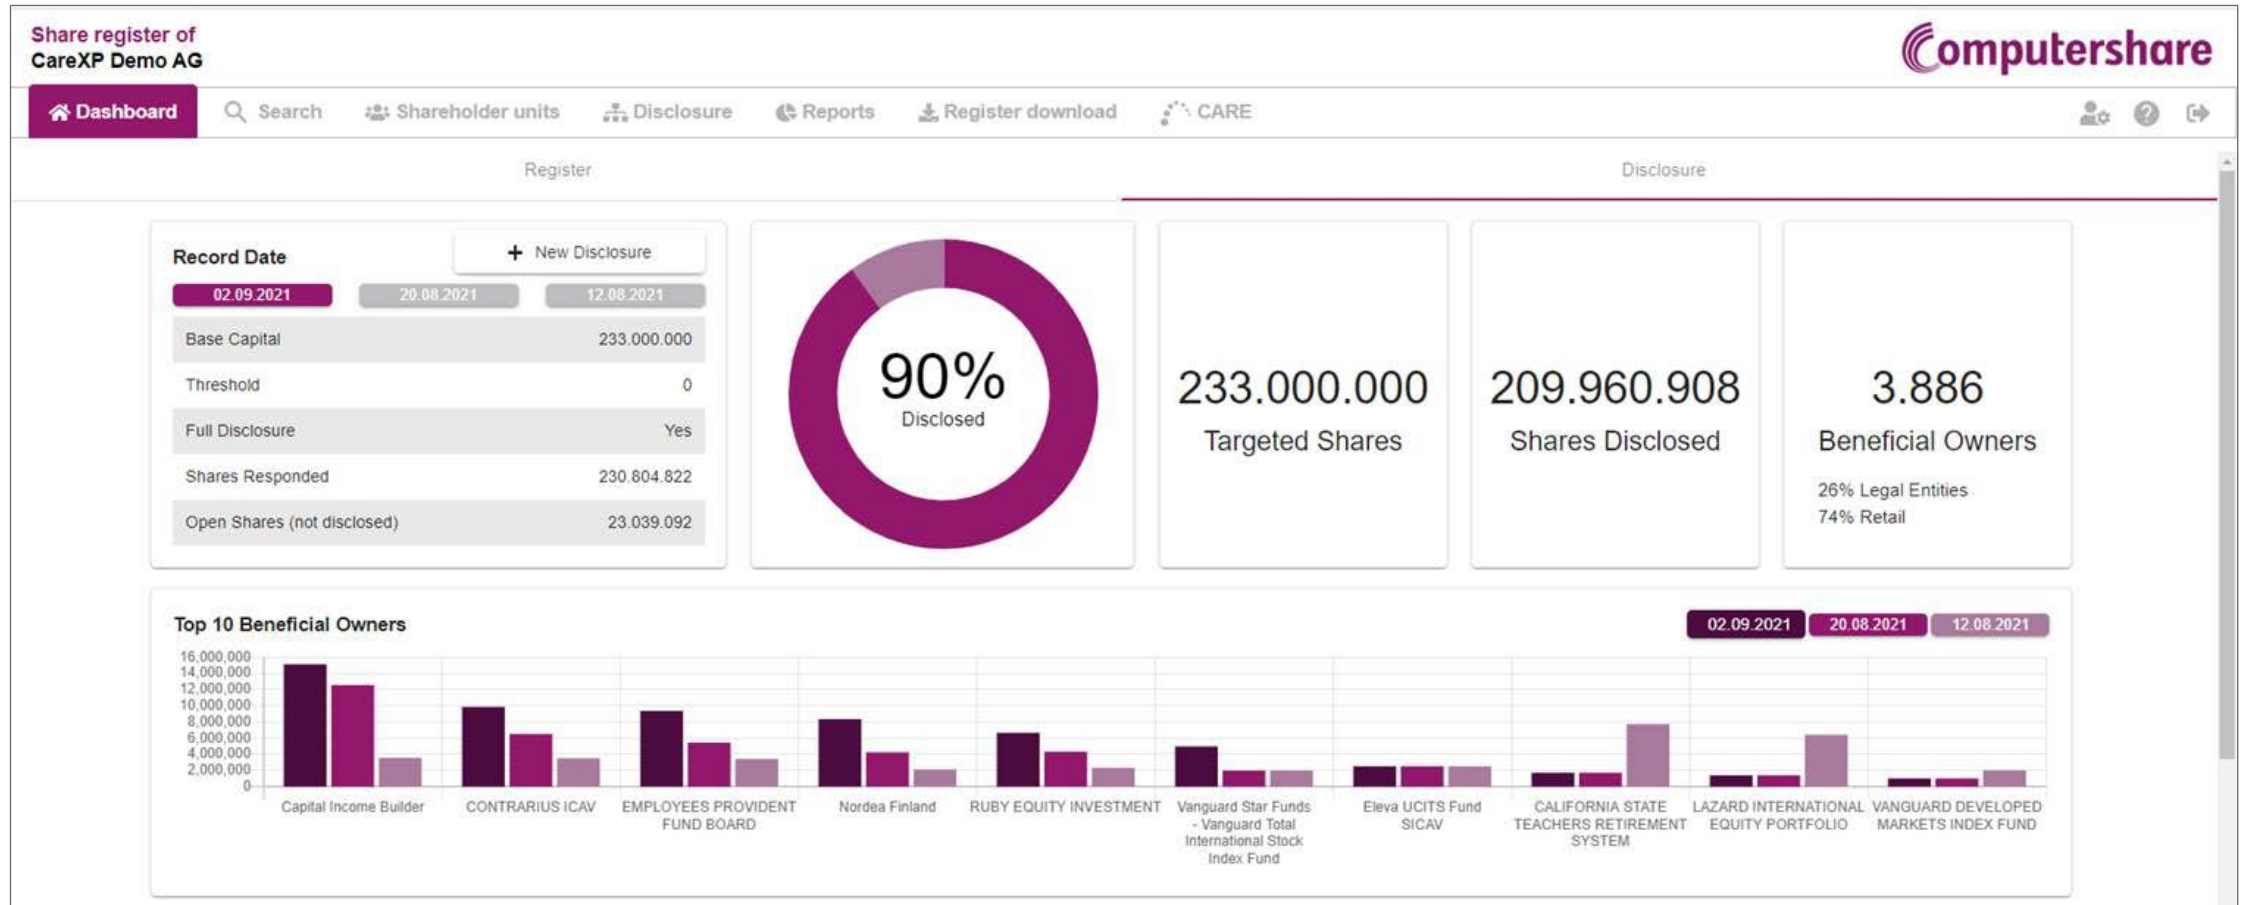 Share register of
CareXP Demo AG
Computershare
Dashboard
Search
Shareholder units
Disclosure
Reports
Register download
CARE
Register
Disclosure
Record Date
+ New Disclosure
02.09.2021
20.08.2021
12.08.2021
Base Capital 233.000.000
Threshold 0
Full Disclosure Yes
Shares Responded 230.804.822
Open Shares (not disclosed) 23.039.092
90%
Disclosed
233.000.000
Targeted Shares
209.960.908
Shares Disclosed
3.886
Beneficial Owners
26% Legal Entities
74% Retail
Top 10 Beneficial Owners
02.09.2021
20.08.2021
12.08.2021
16,000,000
14,000,000
12,000,000
10,000,000
8,000,000
6,000,000
4,000,000
2,000,000
0
Capital Income Builder
CONTRARIUS ICAV
EMPLOYEES PROVIDENT
FUND BOARD
Nordea Finland
RUBY EQUITY INVESTMENT
Vanguard Star Funds
- Vanguard Total
International Stock
Index Fund
Eleva UCITS Fund
SICAV
CALIFORNIA STATE
TEACHERS RETIREMENT
SYSTEM
LAZARD INTERNATIONAL
EQUITY PORTFOLIO
VANGUARD DEVELOPED
MARKETS INDEX FUND